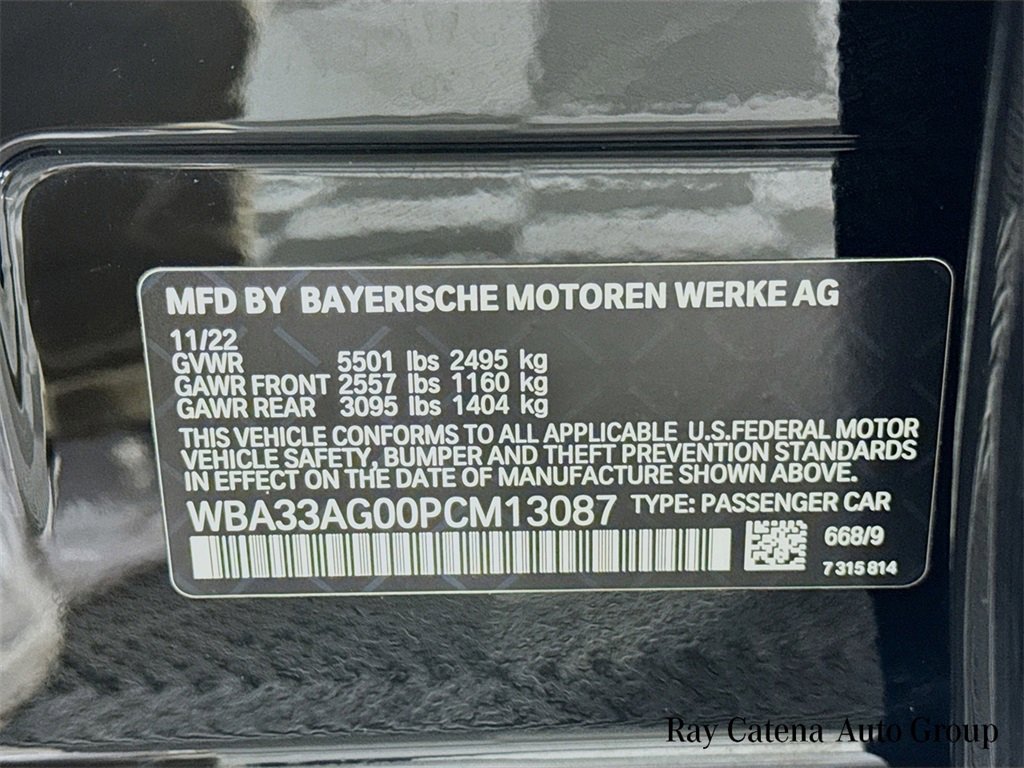 MFD BY BAYERISCHE MOTOREN WERKE AG
11/22
GVWR 5501 lbs 2495 kg
GAWR FRONT 2557 lbs 1160 kg
GAWR REAR 3095 lbs 1404 kg
THIS VEHICLE CONFORMS TO ALL APPLICABLE U.S.FEDERAL MOTOR
VEHICLE SAFETY, BUMPER AND THEFT PREVENTION STANDARDS
IN EFFECT ON THE DATE OF MANUFACTURE SHOWN ABOVE.
WBA33AG00PCM13087 TYPE: PASSENGER CAR
668/9
7 315 814
Ray Catena Auto Group